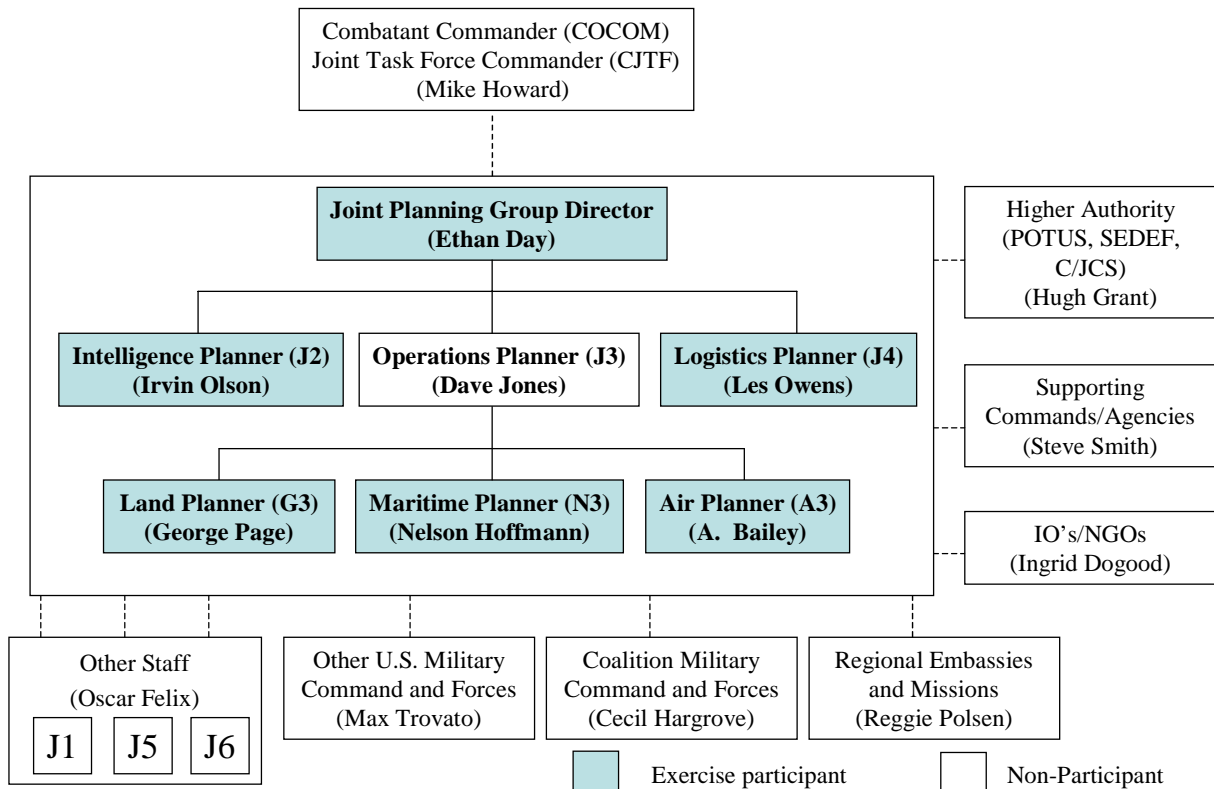 Combatant Commander (COCOM)
Joint Task Force Commander (CJTF)
(Mike Howard)
Joint Planning Group Director
(Ethan Day)
Higher Authority
(POTUS, SEDEF,
C/JCS)
(Hugh Grant)
Intelligence Planner (J2)
(Irvin Olson)
Operations Planner (J3)
(Dave Jones)
Logistics Planner (J4)
(Les Owens)
Supporting
Commands/Agencies
(Steve Smith)
Land Planner (G3)
(George Page)
Maritime Planner (N3)
(Nelson Hoffmann)
Air Planner (A3)
(A. Bailey)
IO’s/NGOs
(Ingrid Dogood)
Other Staff
(Oscar Felix)
J1
J5
J6
Other U.S. Military
Command and Forces
(Max Trovato)
Coalition Military
Command and Forces
(Cecil Hargrove)
Regional Embassies
and Missions
(Reggie Polsen)
Exercise participant
Non-Participant